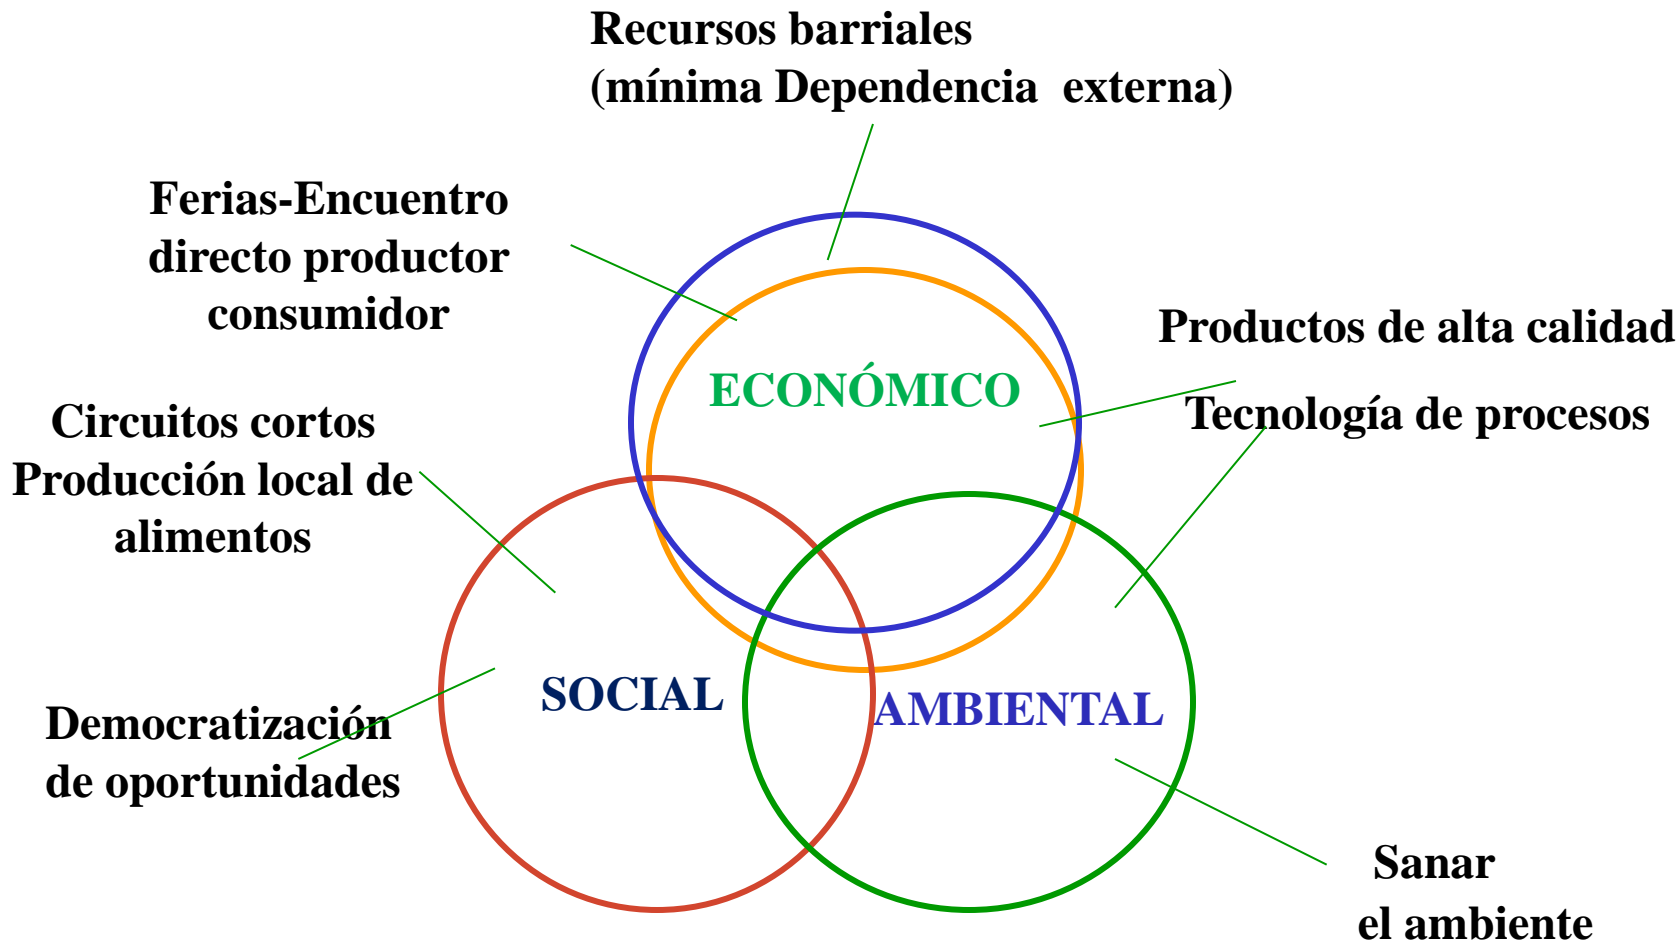 Recursos barriales
(mínima Dependencia externa)
Ferias-Encuentro
directo productor
consumidor
Productos de alta calidad
ECONÓMICO
Tecnología de procesos
Circuitos cortos
Producción local de
alimentos
SOCIAL
AMBIENTAL
Democratización
de oportunidades
Sanar
el ambiente